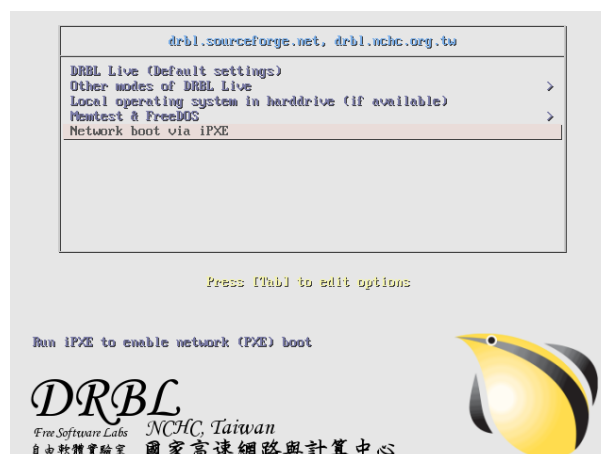 drbl.sourceforge.net, drbl.nchc.org.tw
DRBL Live (Default settings)
Other modes of DRBL Live >
Local operating system in harddrive (if available)
Memtest & FreeDOS >
Network boot via iPXE
Press [Tab] to edit options
Run iPXE to enable network (PXE) boot
DRBL
Free Software Labs NCHC, Taiwan
自由軟體實驗室 國家高速網路與計算中心